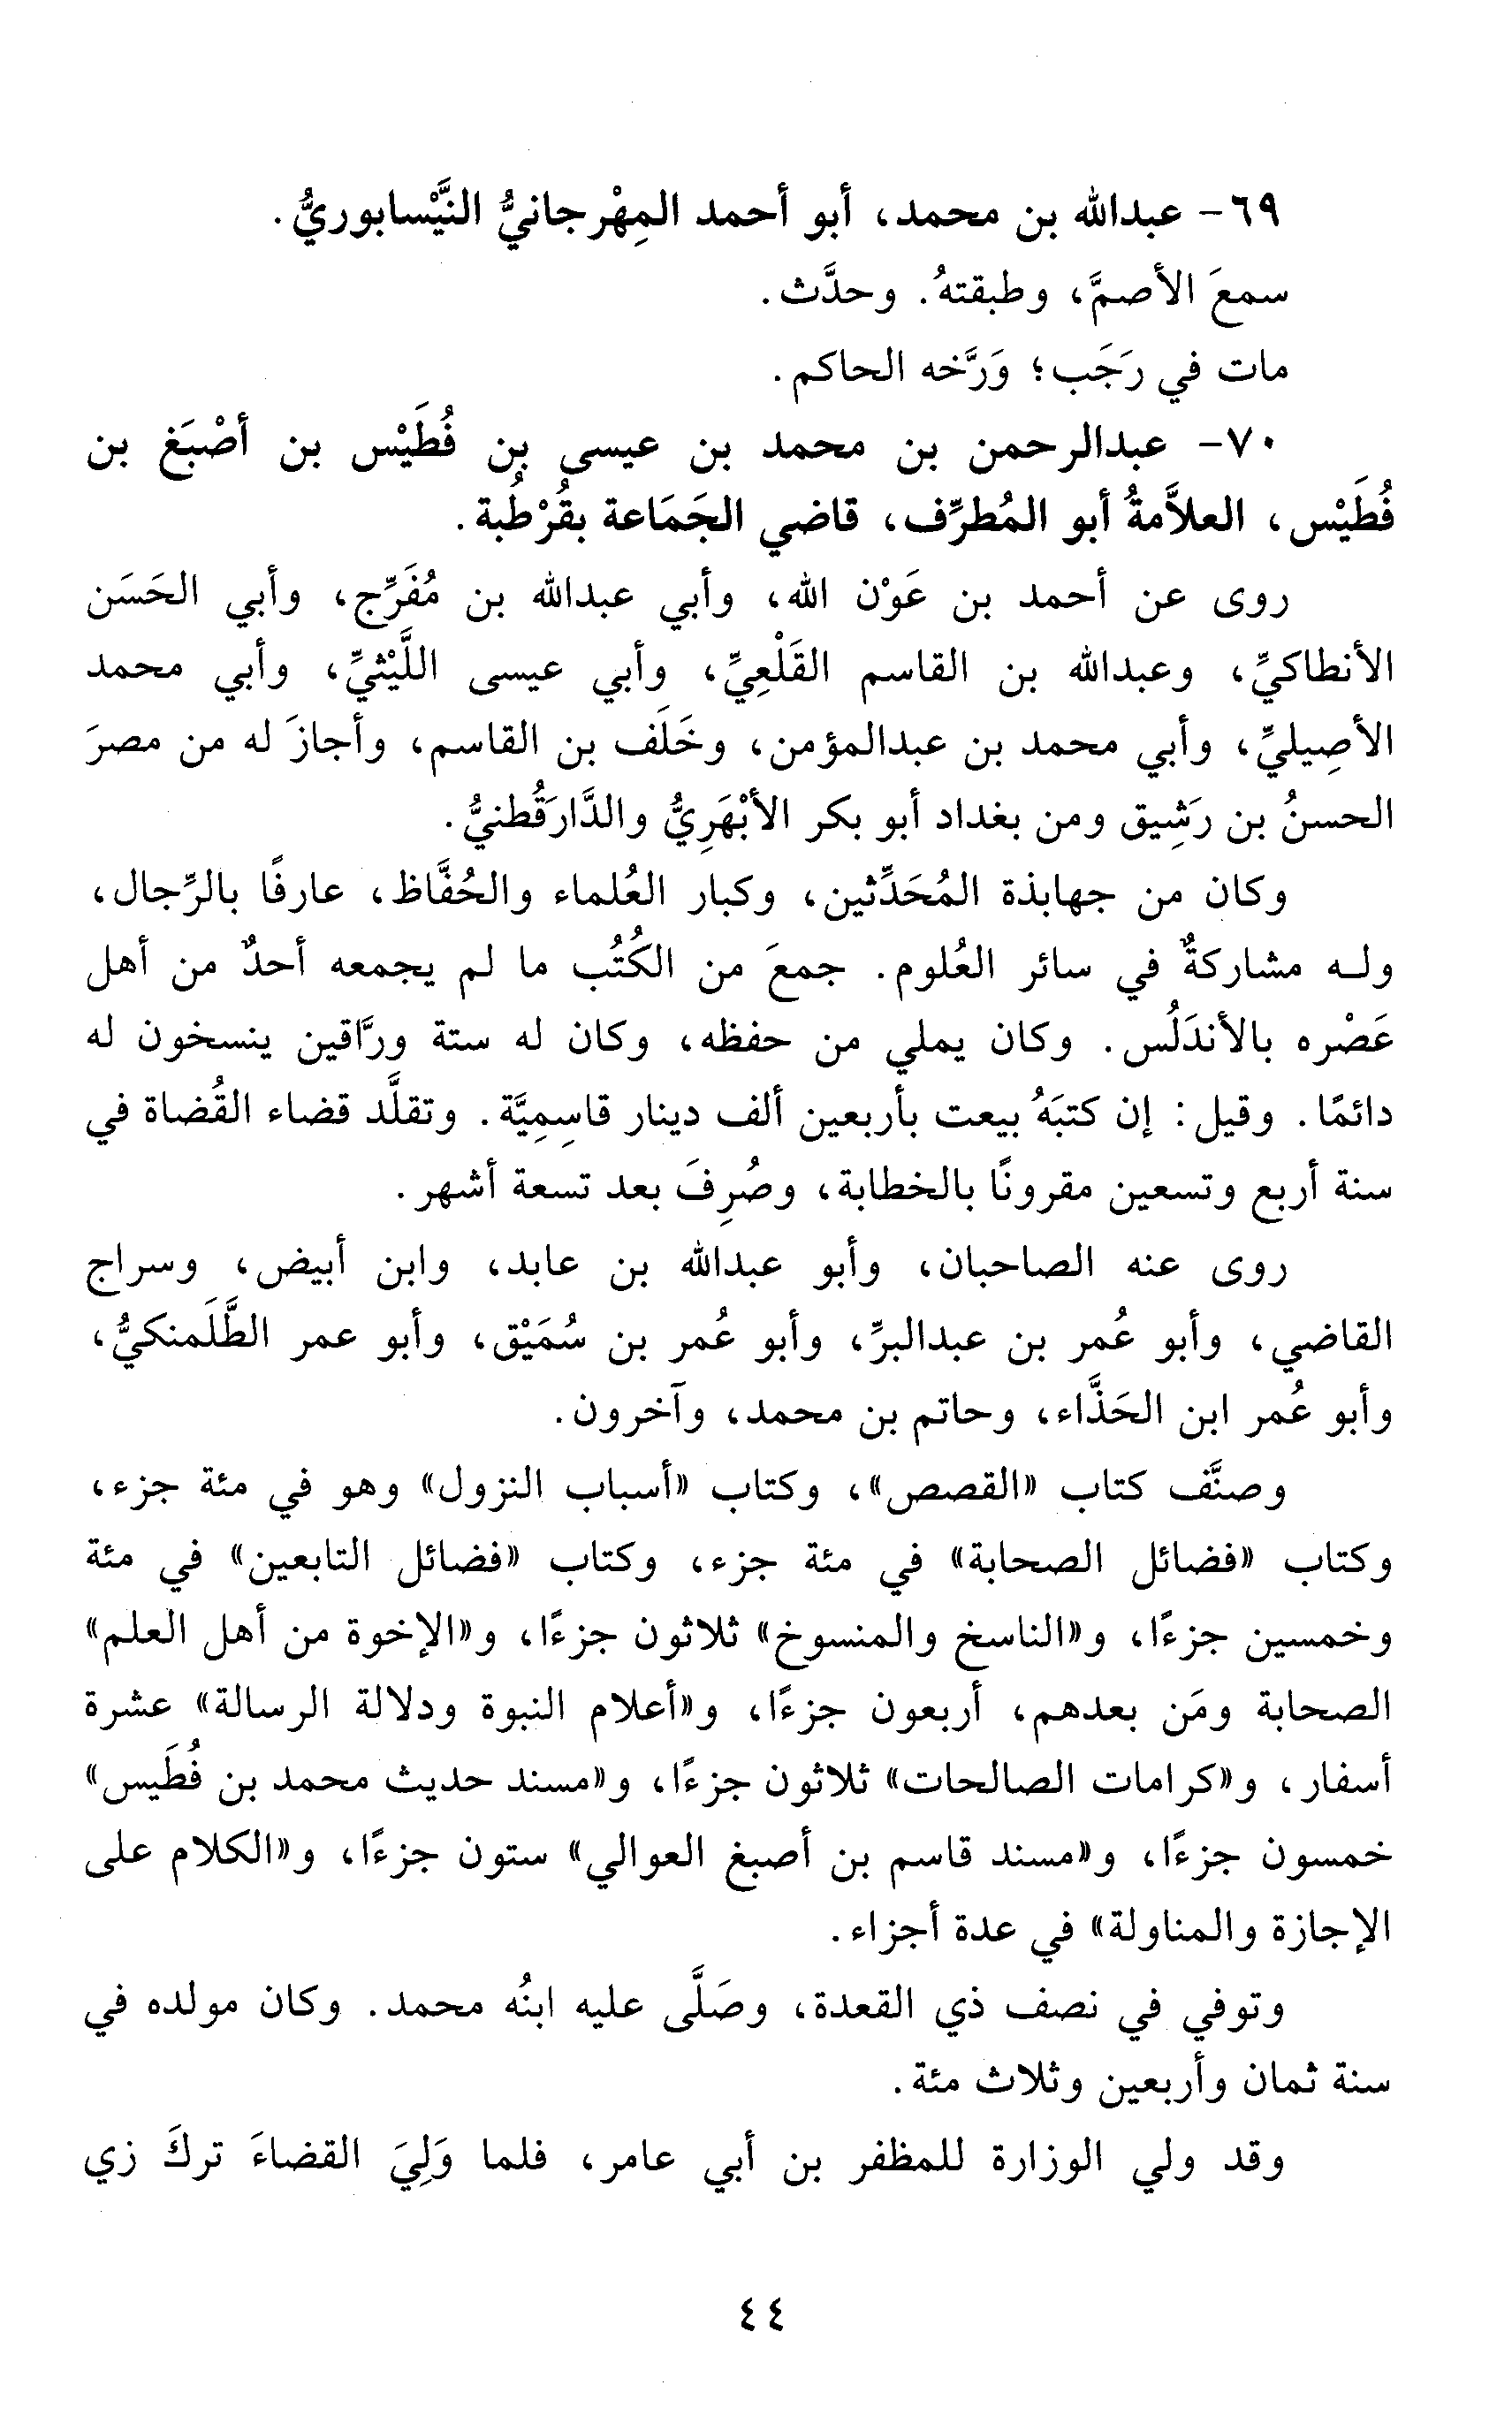 ٦٩- عبدالله بن محمد، أبو أحمد المِهْرجانيُّ النَّيْسابوريُّ.
سمعَ الأصمَّ، وطبقتهُ. وحدَّث.
مات في رَجَب؛ وَرَّخه الحاكم.
٧٠- عبدالرحمن بن محمد بن عيسى بن فُطَيْس بن أصْبَغ بن
فُطَيْس، العلاَّمةُ أبو المُطرِّف، قاضي الجَمَاعة بقُرْطُبة.
روى عن أحمد بن عَوْن الله، وأبي عبدالله بن مُفَرِّج، وأبي الحَسَن
الأنطاكيِّ، وعبدالله بن القاسم القَلْعِيِّ، وأبي عيسى اللَّيْثيِّ، وأبي محمد
الأصِيليِّ، وأبي محمد بن عبدالمؤمن، وخَلَف بن القاسم، وأجازَ له من مصرَ
الحسنُ بن رَشِيق ومن بغداد أبو بكر الأبْهَرِيُّ والدَّارَقُطنيُّ.
وكان من جهابذة المُحَدِّثين، وكبار العُلماء والحُفَّاظ، عارفًا بالرِّجال،
وله مشاركةٌ في سائر العُلوم. جمعَ من الكُتُب ما لم يجمعه أحدٌ من أهل
عَصْره بالأندَلُس. وكان يملي من حفظه، وكان له ستة ورَّاقين ينسخون له
دائمًا. وقيل: إن كتبَهُ بيعت بأربعين ألف دينار قاسِمِيَّة. وتقلَّد قضاء القُضاة في
سنة أربع وتسعين مقرونًا بالخطابة، وصُرِفَ بعد تسعة أشهر.
روى عنه الصاحبان، وأبو عبدالله بن عابد، وابن أبيض، وسراج
القاضي، وأبو عُمر بن عبدالبرِّ، وأبو عُمر بن سُمَيْق، وأبو عمر الطَّلَمنكيُّ،
وأبو عُمر ابن الحَذَّاء، وحاتم بن محمد، وآخرون.
وصنَّف كتاب «القصص»، وكتاب «أسباب النزول» وهو في مئة جزء،
وكتاب «فضائل الصحابة» في مئة جزء، وكتاب «فضائل التابعين» في مئة
وخمسين جزءًا، و«الناسخ والمنسوخ» ثلاثون جزءًا، و«الإخوة من أهل العلم»
الصحابة ومَن بعدهم، أربعون جزءًا، و«أعلام النبوة ودلالة الرسالة» عشرة
أسفار، و«كرامات الصالحات» ثلاثون جزءًا، و«مسند حديث محمد بن فُطَيس»
خمسون جزءًا، و«مسند قاسم بن أصبغ العوالي» ستون جزءًا، و«الكلام على
الإجازة والمناولة» في عدة أجزاء.
وتوفي في نصف ذي القعدة، وصَلَّى عليه ابنُه محمد. وكان مولده في
سنة ثمان وأربعين وثلاث مئة.
وقد ولي الوزارة للمظفر بن أبي عامر، فلما وَلِيَ القضاءَ تركَ زي
٤٤